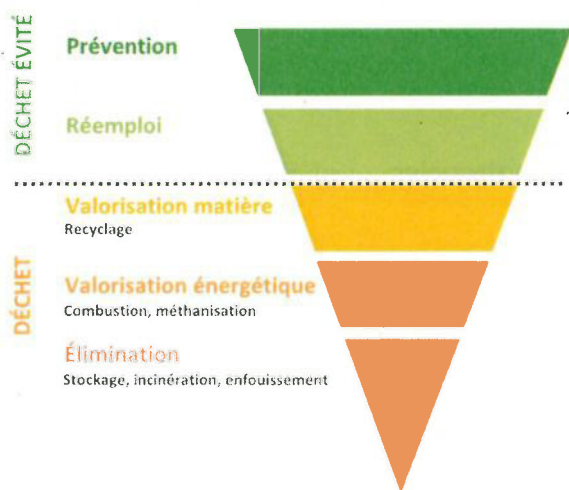 DÉCHET ÉVITÉ
Prévention
Réemploi
DÉCHET
Valorisation matière
Recyclage
Valorisation énergétique
Combustion, méthanisation
Élimination
Stockage, incinération, enfouissement